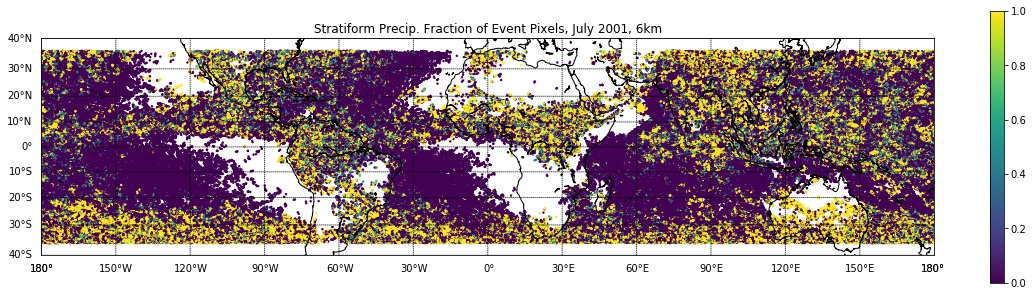 Stratiform Precip. Fraction of Event Pixels, July 2001, 6km
40°N
30°N
20°N
10°N
0°
10°S
20°S
30°S
40°S
180° 150°W 120°W 90°W 60°W 30°W 0° 30°E 60°E 90°E 120°E 150°E 180°
1.0
0.8
0.6
0.4
0.2
0.0